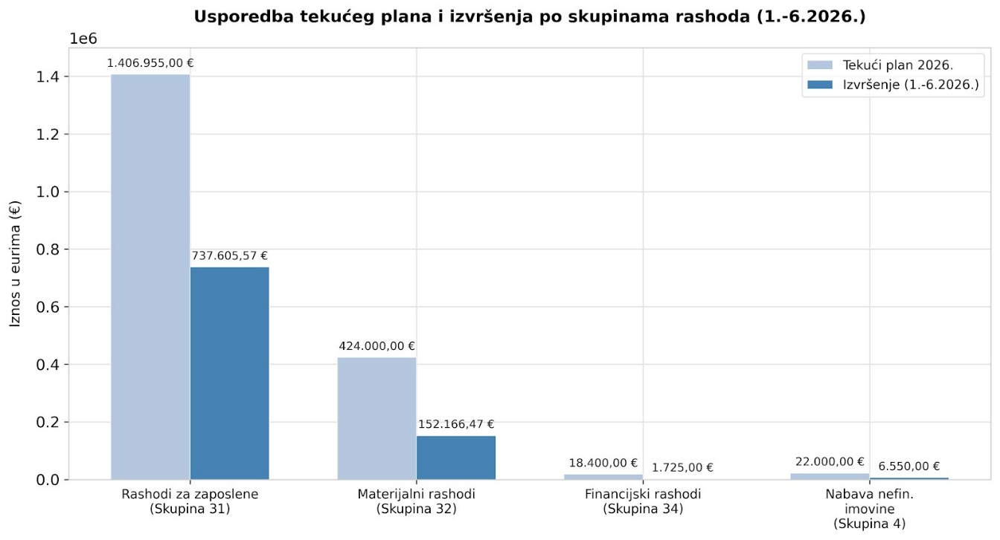 Usporedba tekućeg plana i izvršenja po skupinama rashoda (1.-6.2026.)
1e6
Iznos u eurima (€)
1.4
1.2
1.0
0.8
0.6
0.4
0.2
0.0
Tekući plan 2026.
Izvršenje (1.-6.2026.)
1.406.955,00 €
737.605,57 €
424.000,00 €
152.166,47 €
18.400,00 €
1.725,00 €
22.000,00 €
6.550,00 €
Rashodi za zaposlene
(Skupina 31)
Materijalni rashodi
(Skupina 32)
Financijski rashodi
(Skupina 34)
Nabava nefin.
imovine
(Skupina 4)